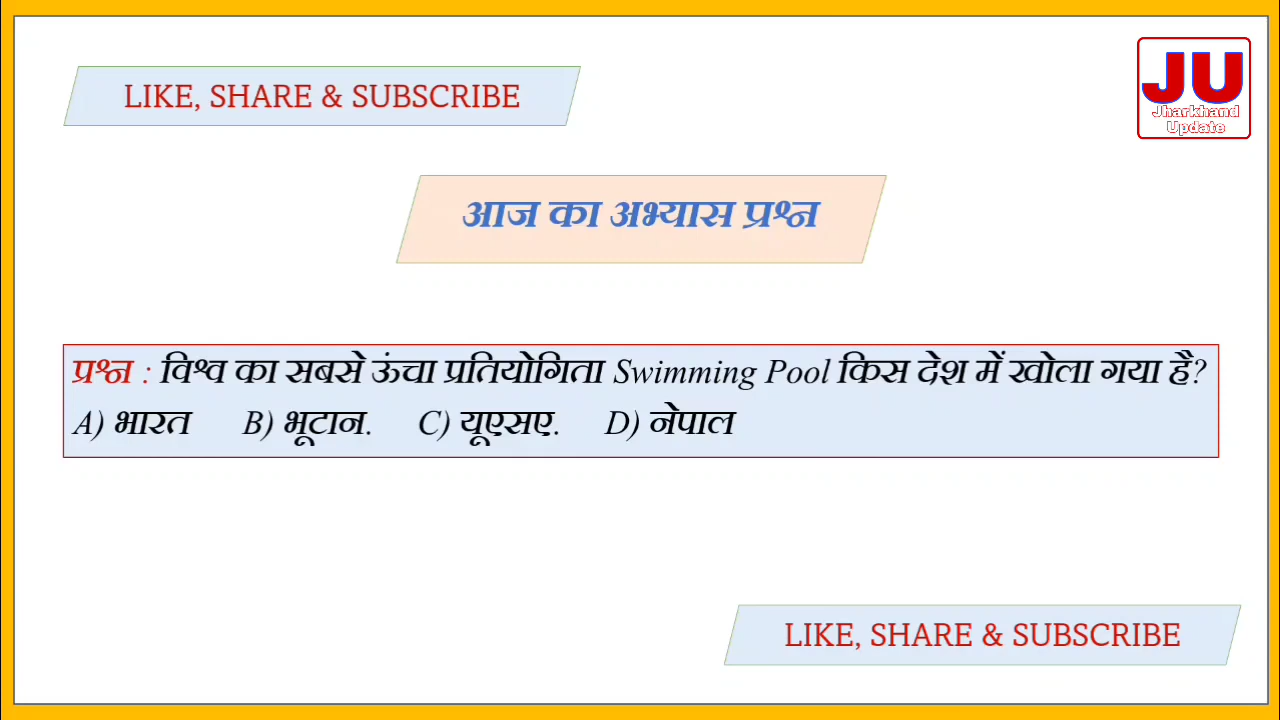 LIKE, SHARE & SUBSCRIBE
JU
Jharkhand
Update
आज का अभ्यास प्रश्न
प्रश्न : विश्व का सबसे ऊंचा प्रतियोगिता Swimming Pool किस देश में खोला गया है?
A) भारत B) भूटान. C) यूएसए. D) नेपाल
LIKE, SHARE & SUBSCRIBE